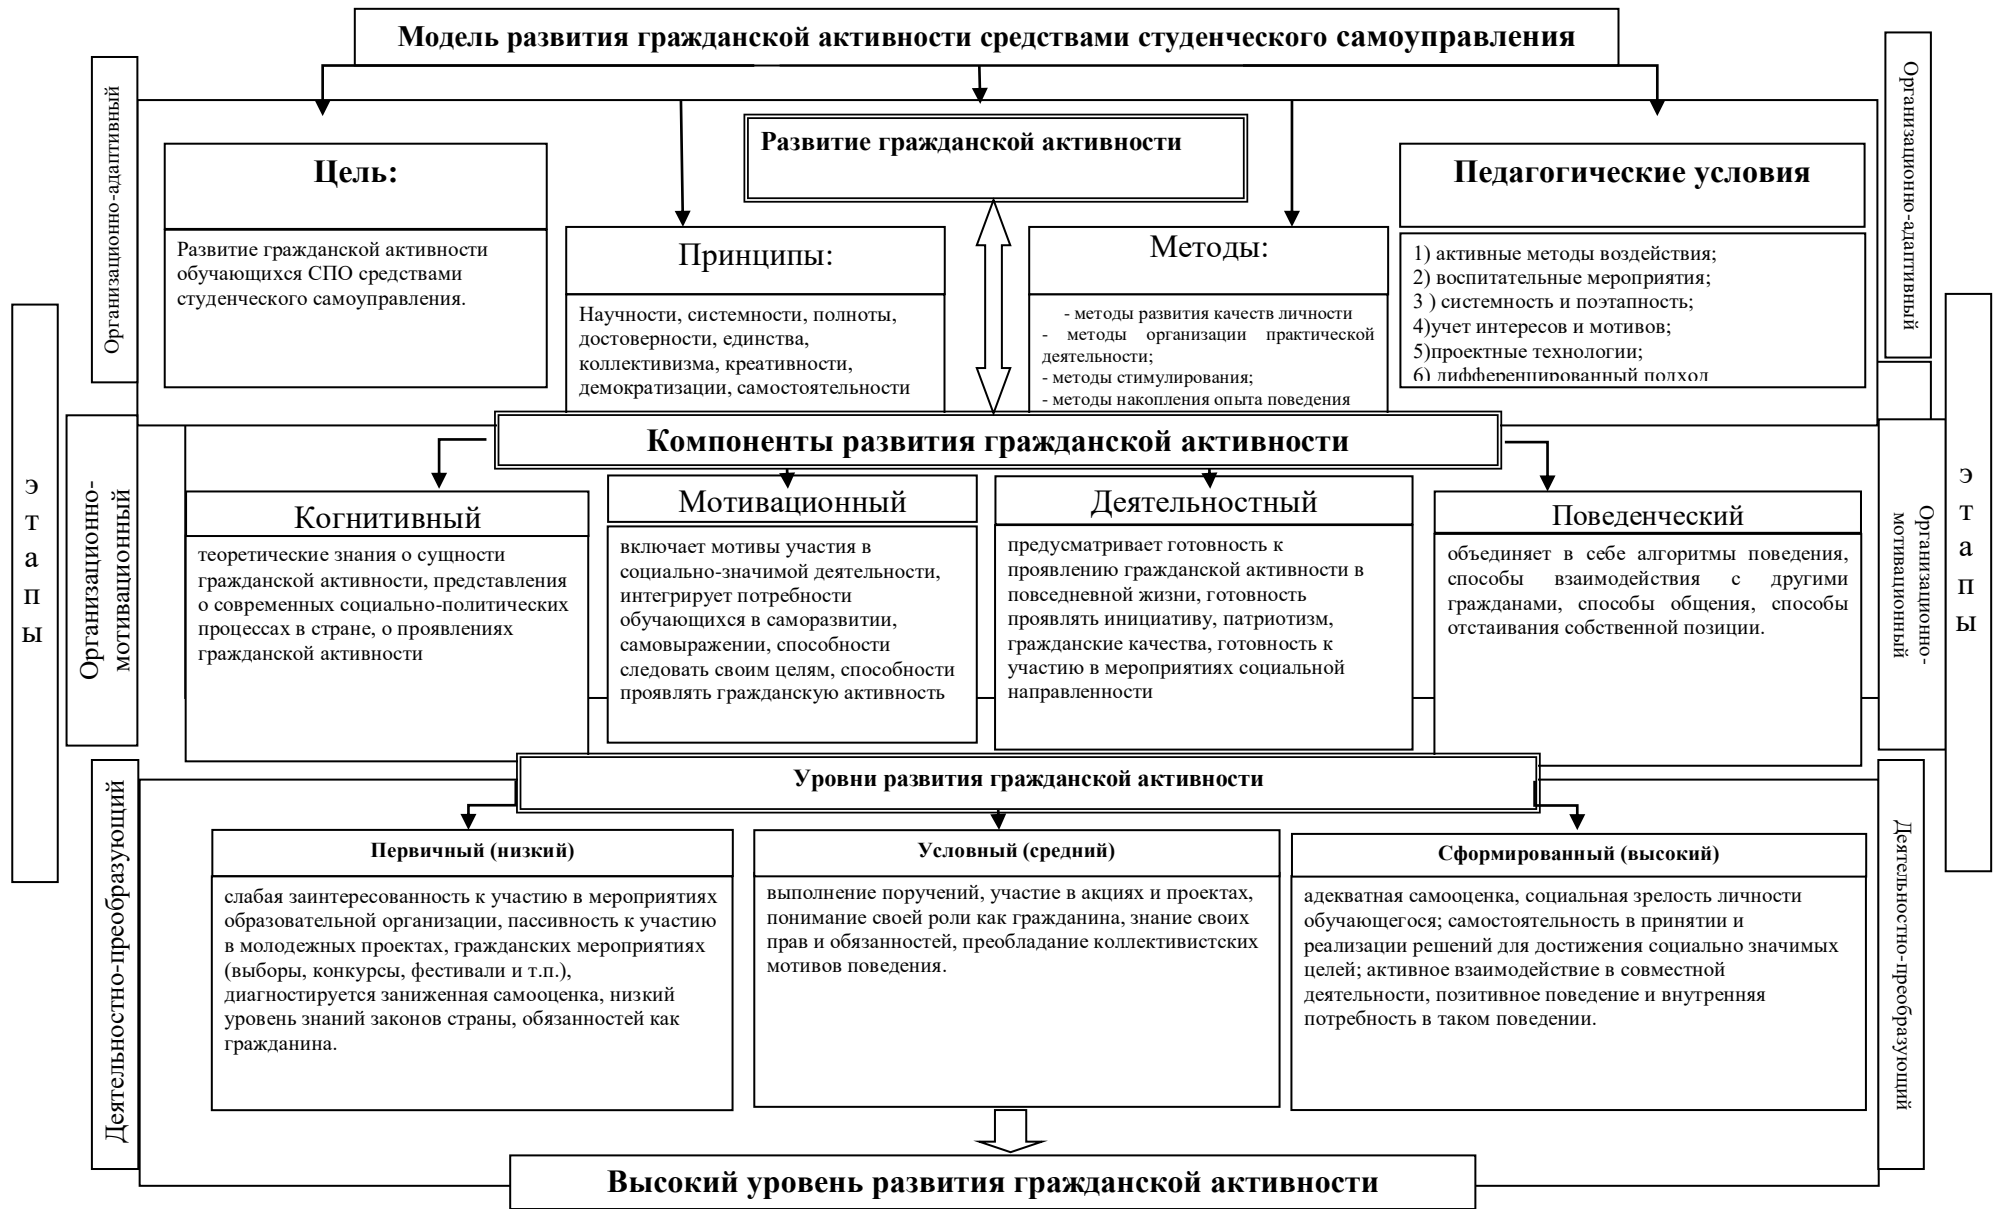 Модель развития гражданской активности средствами студенческого самоуправления
Организационно-адаптивный
Организационно-адаптивный
Развитие гражданской активности
Цель:
Развитие гражданской активности
обучающихся СПО средствами
студенческого самоуправления.
Принципы:
Научности, системности, полноты,
достоверности, единства,
коллективизма, креативности,
демократизации, самостоятельности
Методы:
- методы развития качеств личности
- методы организации практической
деятельности;
- методы стимулирования;
- методы накопления опыта поведения
Педагогические условия
1) активные методы воздействия;
2) воспитательные мероприятия;
3 ) системность и поэтапность;
4)учет интересов и мотивов;
5)проектные технологии;
6) дифференцированный подход
этапы
этапы
Организационно-
мотивационный
Организационно-
мотивационный
Компоненты развития гражданской активности
Когнитивный
теоретические знания о сущности
гражданской активности, представления
о современных социально-политических
процессах в стране, о проявлениях
гражданской активности
Мотивационный
включает мотивы участия в
социально-значимой деятельности,
интегрирует потребности
обучающихся в саморазвитии,
самовыражении, способности
следовать своим целям, способности
проявлять гражданскую активность
Деятельностный
предусматривает готовность к
проявлению гражданской активности в
повседневной жизни, готовность
проявлять инициативу, патриотизм,
гражданские качества, готовность к
участию в мероприятиях социальной
направленности
Поведенческий
объединяет в себе алгоритмы поведения,
способы взаимодействия с другими
гражданами, способы общения, способы
отстаивания собственной позиции.
Деятельностно-преобразующий
Деятельностно-преобразующий
Уровни развития гражданской активности
Первичный (низкий)
слабая заинтересованность к участию в мероприятиях
образовательной организации, пассивность к участию
в молодежных проектах, гражданских мероприятиях
(выборы, конкурсы, фестивали и т.п.),
диагностируется заниженная самооценка, низкий
уровень знаний законов страны, обязанностей как
гражданина.
Условный (средний)
выполнение поручений, участие в акциях и проектах,
понимание своей роли как гражданина, знание своих
прав и обязанностей, преобладание коллективистских
мотивов поведения.
Сформированный (высокий)
адекватная самооценка, социальная зрелость личности
обучающегося; самостоятельность в принятии и
реализации решений для достижения социально значимых
целей; активное взаимодействие в совместной
деятельности, позитивное поведение и внутренняя
потребность в таком поведении.
Высокий уровень развития гражданской активности